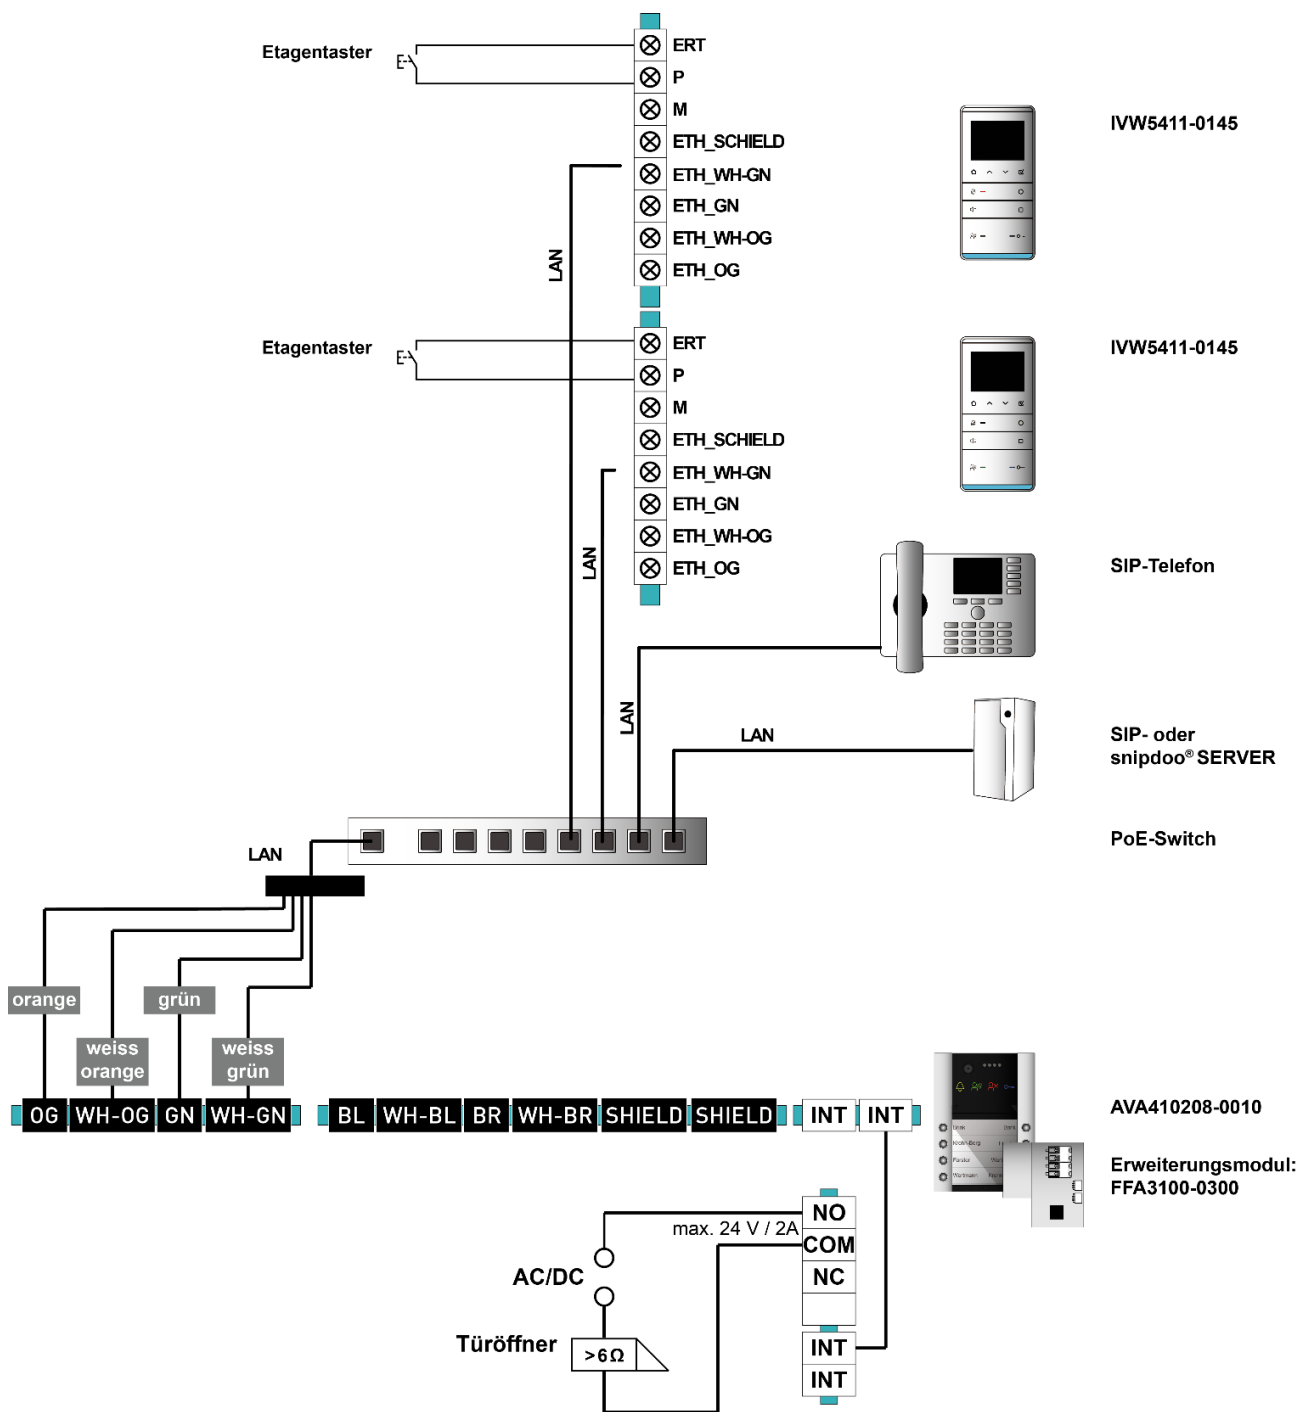 Etagentaster
ERT
P
M
ETH_SCHIELD
ETH_WH-GN
ETH_GN
ETH_WH-OG
ETH_OG
IVW5411-0145
LAN
Etagentaster
ERT
P
M
ETH_SCHIELD
ETH_WH-GN
ETH_GN
ETH_WH-OG
ETH_OG
IVW5411-0145
LAN
SIP-Telefon
LAN
LAN
SIP- oder
snipdoo® SERVER
PoE-Switch
LAN
orange
weiss
orange
grün
weiss
grün
OG WH-OG GN WH-GN BL WH-BL BR WH-BR SHIELD SHIELD INT INT
AVA410208-0010
Erweiterungsmodul:
FFA3100-0300
NO
max. 24 V / 2A
COM
AC/DC
NC
Türöffner
>6Ω
INT
INT